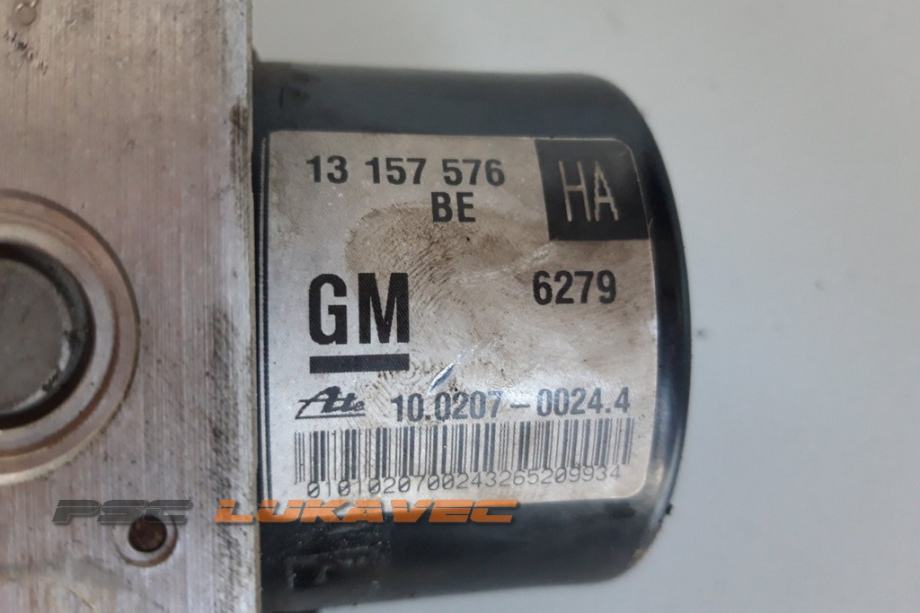 13 157 576
BE
HA
GM
6279
Ate 10.0207-0024.4
0101020700243265209934
PSC LUKAVEC